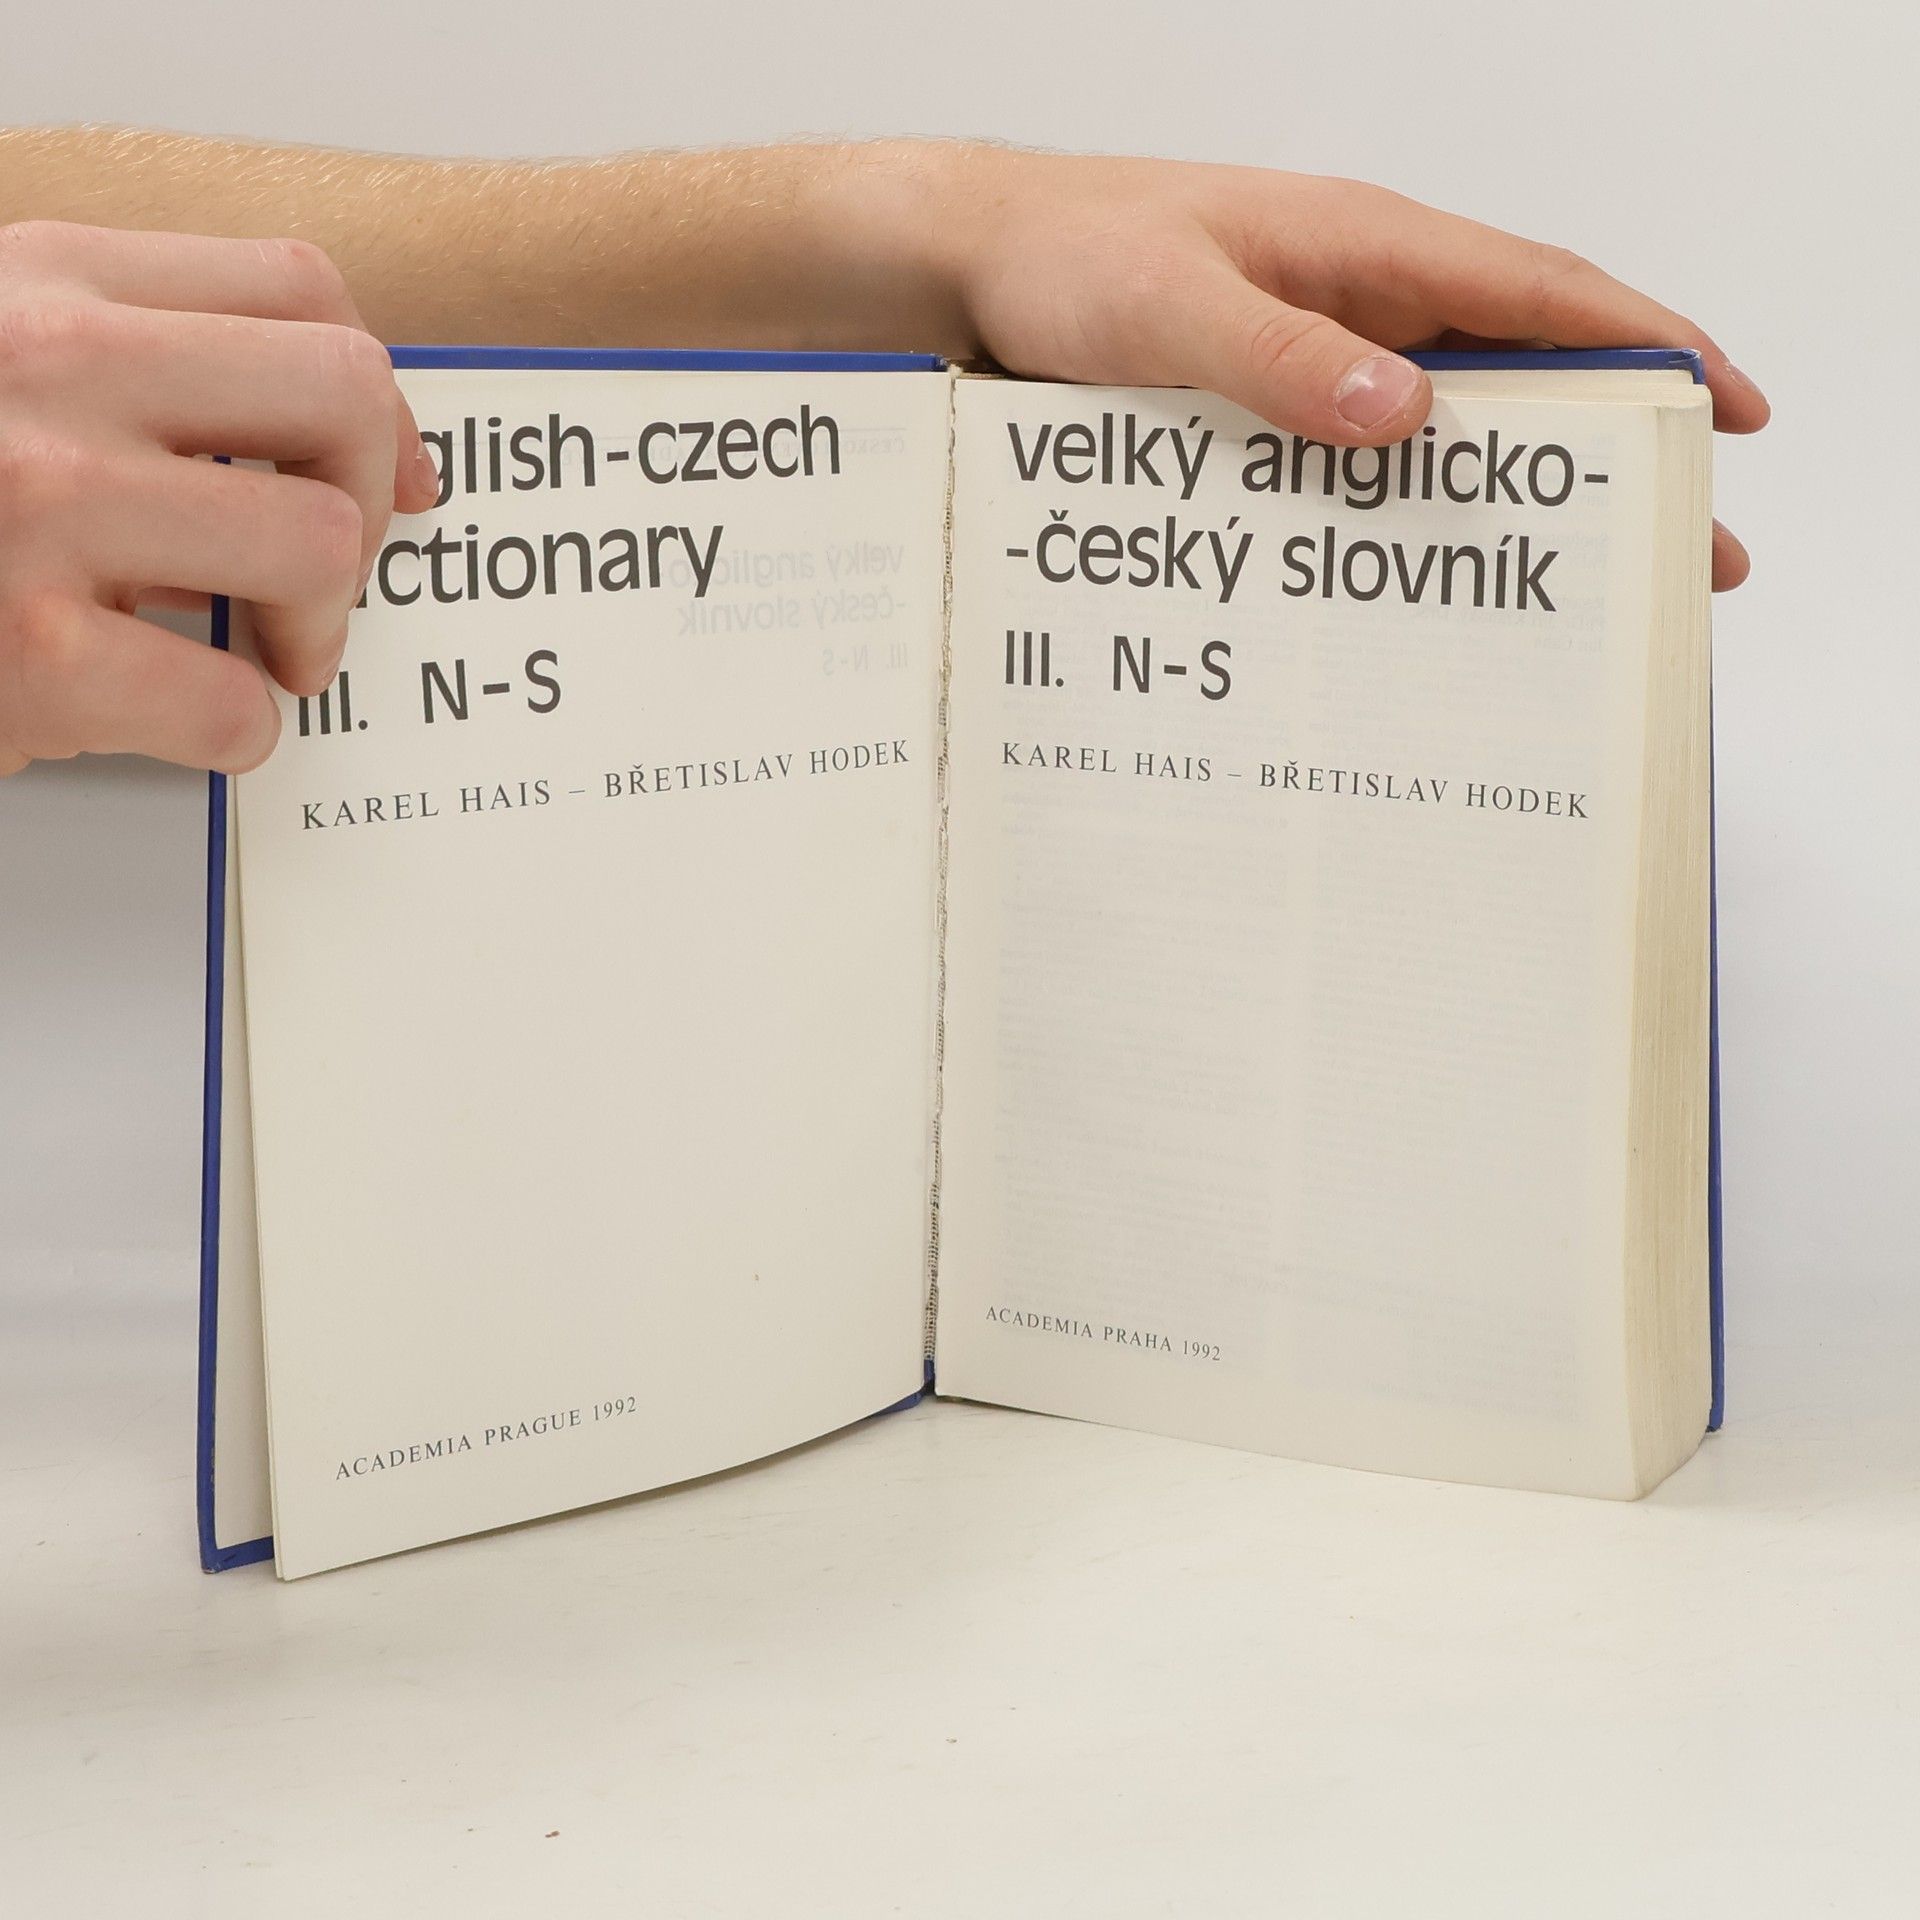 glish-czech
ctionary
III. N-S
KAREL HAIS – BŘETISLAV HODEK
ACADEMIA PRAGUE 1992
velký anglicko-
-český slovník
III. N-S
KAREL HAIS – BŘETISLAV HODEK
ACADEMIA PRAHA 1992